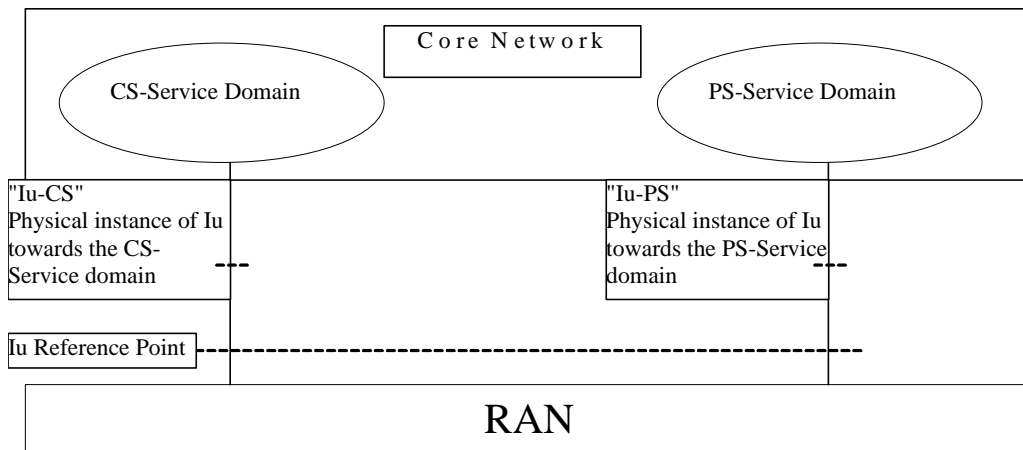 Core Network
CS-Service Domain
PS-Service Domain
"Iu-CS"
Physical instance of Iu
towards the CS-
Service domain
"Iu-PS"
Physical instance of Iu
towards the PS-Service
domain
Iu Reference Point
RAN